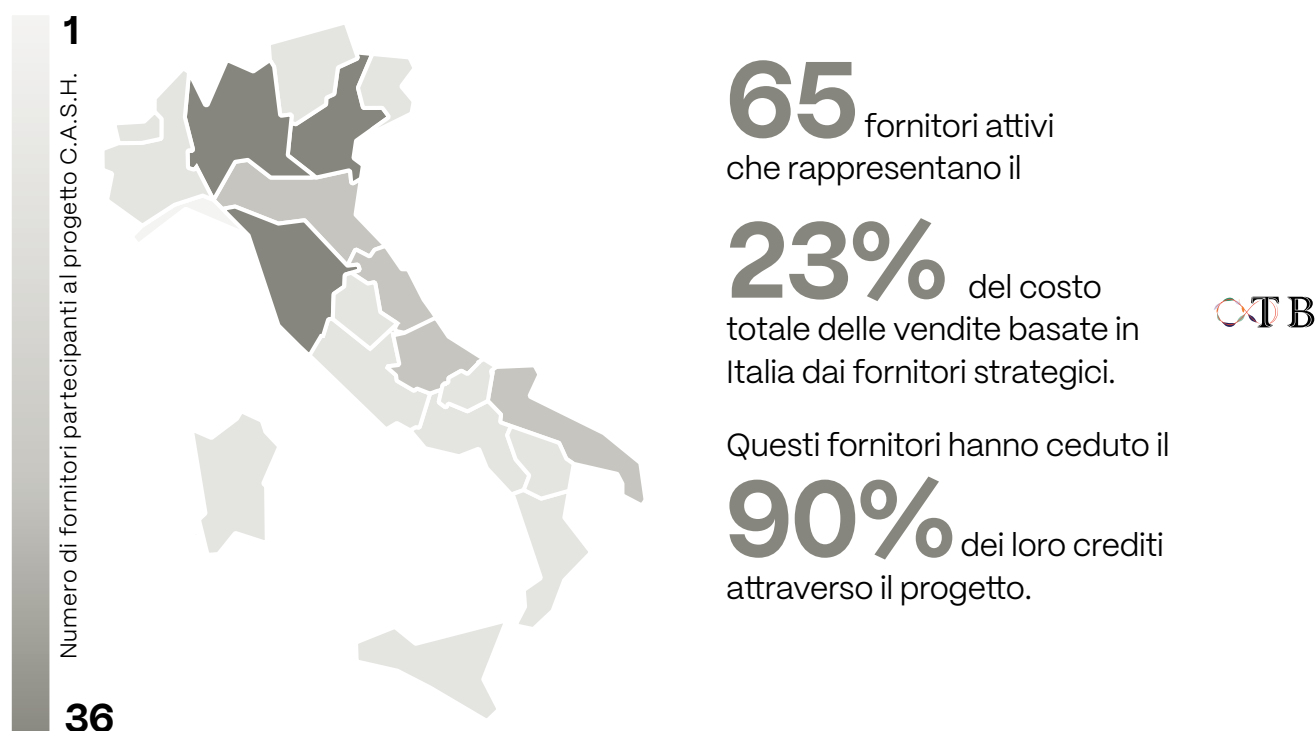 1
Numero di fornitori partecipanti al progetto C.A.S.H.
36
65 fornitori attivi
che rappresentano il
23% del costo
totale delle vendite basate in
Italia dai fornitori strategici.
Questi fornitori hanno ceduto il
90% dei loro crediti
attraverso il progetto.
OTB